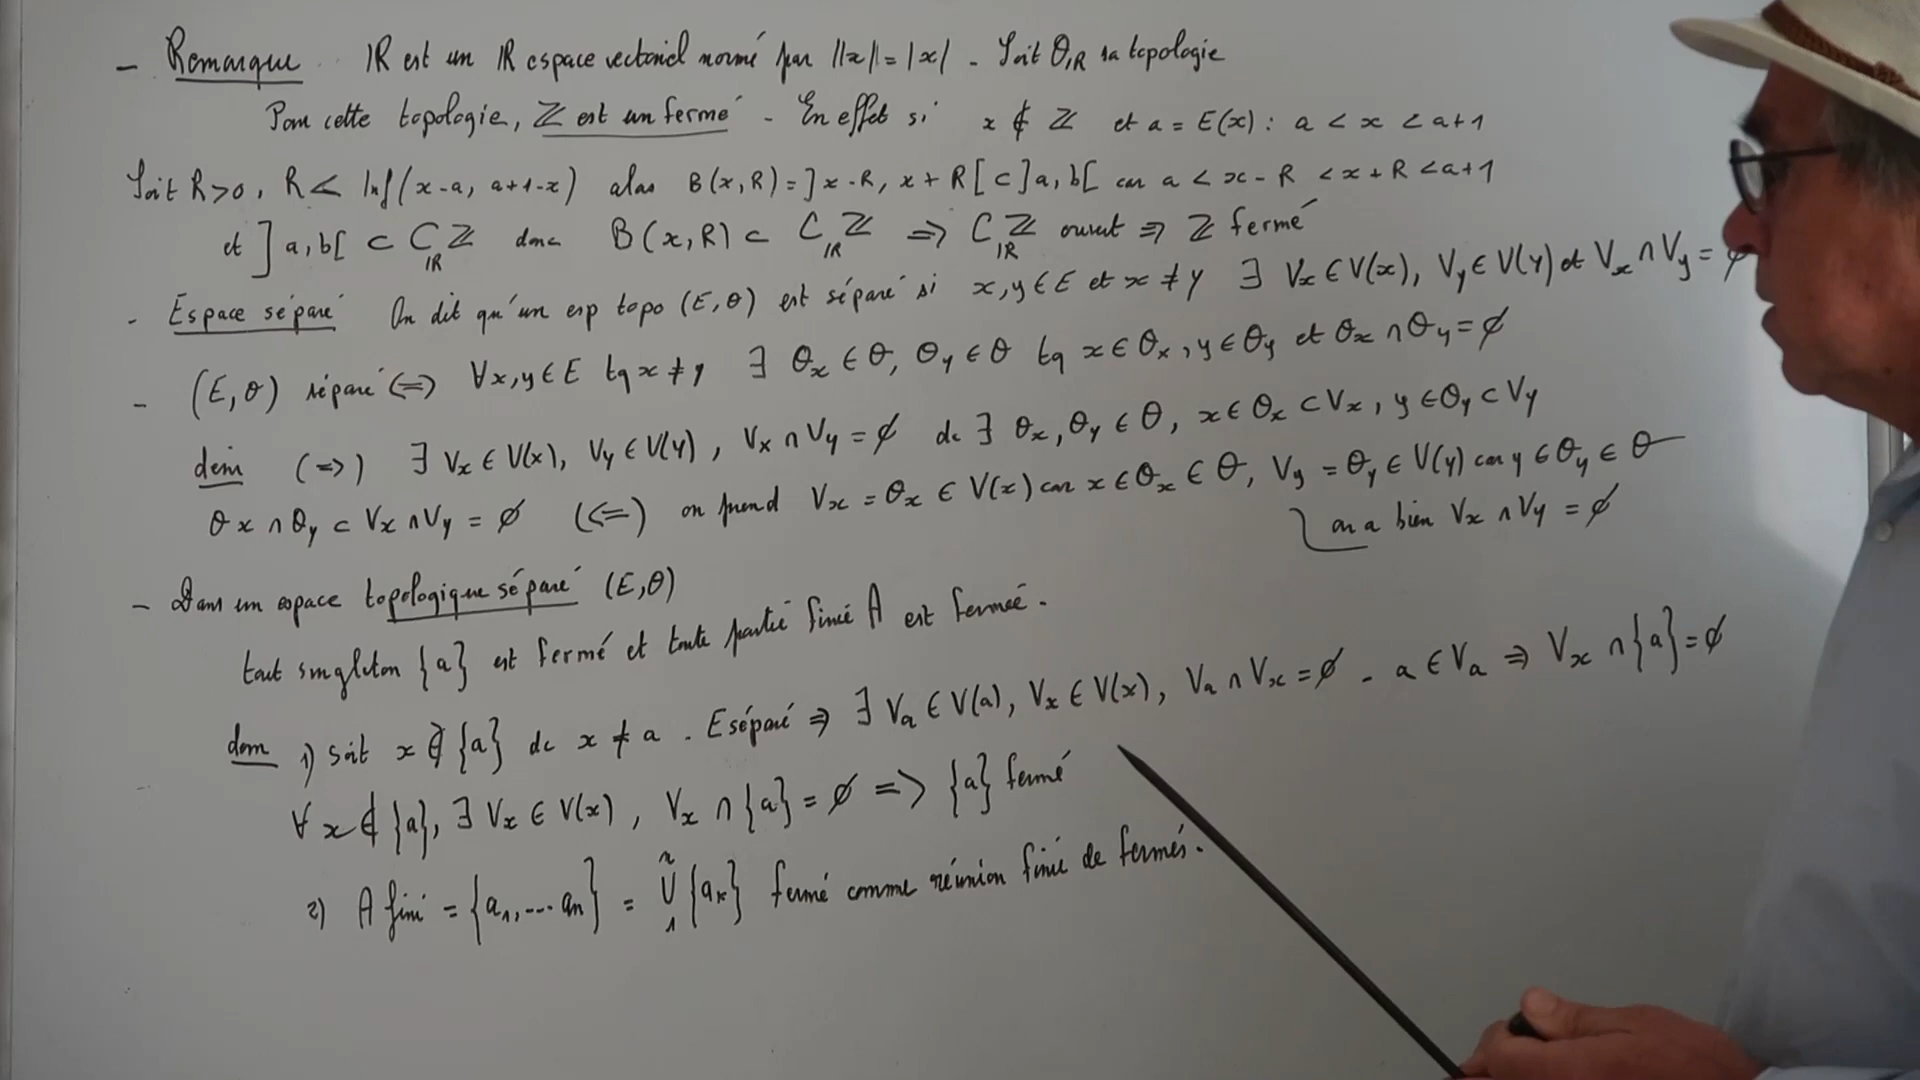 - Remarque . IR est un IR espace vectoriel normé par ||x|| = |x| - Soit θ_IR sa topologie
Pour cette topologie, ℤ est un fermé - En effet si x ∉ ℤ et a = E(x) : a < x < a+1
Soit R>0, R < Inf(x-a, a+1-x) alors B(x,R) = ]x-R, x+R[ ⊂ ]a,b[ car a < x-R < x+R < a+1
et ]a,b[ ⊂ C_IR ℤ donc B(x,R) ⊂ C_IR ℤ ⇒ C_IR ℤ ouvert ⇒ ℤ fermé
- Espace séparé On dit qu'un esp topo (E,θ) est séparé si x,y ∈ E et x ≠ y ∃ Vx ∈ V(x), Vy ∈ V(y) et Vx ∩ Vy = ∅
- (E,θ) séparé ⇔ ∀x,y ∈ E tq x ≠ y ∃ θx ∈ θ, θy ∈ θ tq x ∈ θx, y ∈ θy et θx ∩ θy = ∅
dém (⇒) ∃ Vx ∈ V(x), Vy ∈ V(y), Vx ∩ Vy = ∅ dc ∃ θx, θy ∈ θ, x ∈ θx ⊂ Vx, y ∈ θy ⊂ Vy
θx ∩ θy ⊂ Vx ∩ Vy = ∅ (⇐) on prend Vx = θx ∈ V(x) car x ∈ θx ∈ θ, Vy = θy ∈ V(y) car y ∈ θy ∈ θ
on a bien Vx ∩ Vy = ∅
- Dans un espace topologique séparé (E,θ)
tout singleton {a} est fermé et toute partie finie A est fermée.
dem 1) soit x ∉ {a} dc x ≠ a . E séparé ⇒ ∃ Va ∈ V(a), Vx ∈ V(x), Va ∩ Vx = ∅ - a ∈ Va ⇒ Vx ∩ {a} = ∅
∀ x ∉ {a}, ∃ Vx ∈ V(x), Vx ∩ {a} = ∅ => {a} fermé
2) A fini = {a1, .... an} = ⋃_1^n {ak} fermé comme réunion finie de fermés.